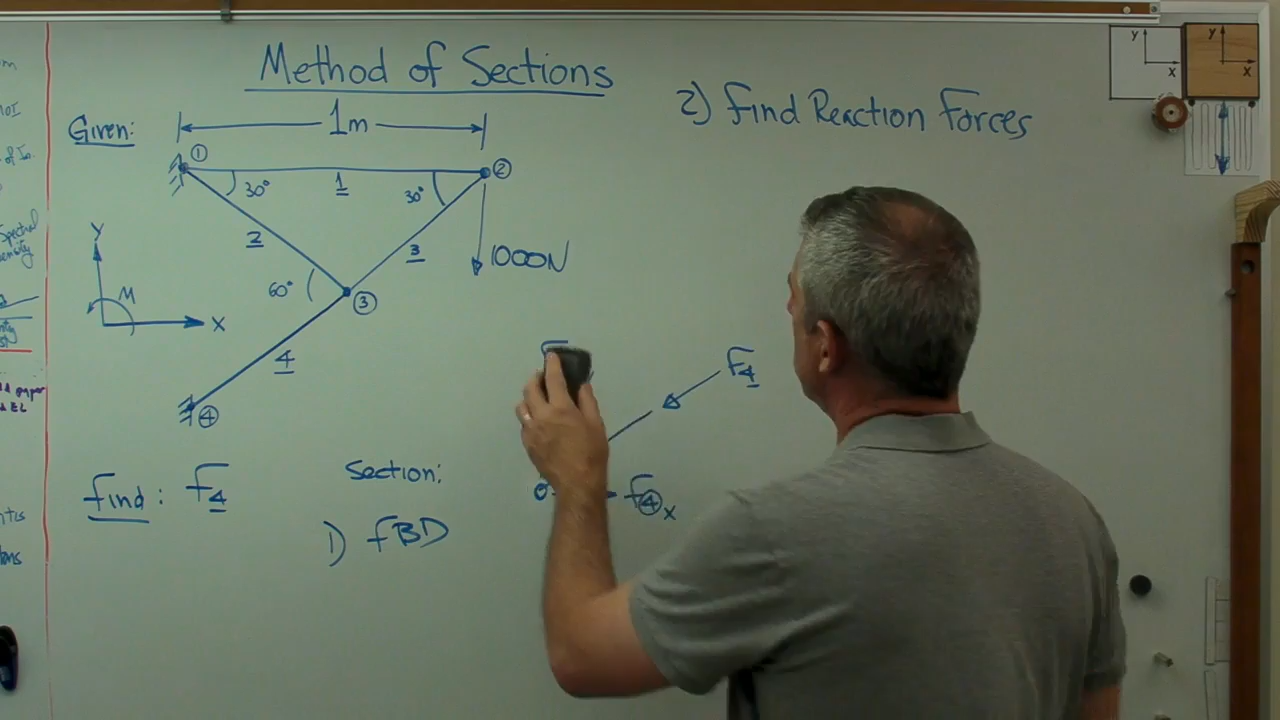 Method of Sections
Given:
1m
①
②
30°
1
30°
2
3
1000N
Y
M
X
60°
③
4
④
Find: F4
Section:
1) FBD
F4
F④x
2) Find Reaction Forces
y
x
y
x
Spectral